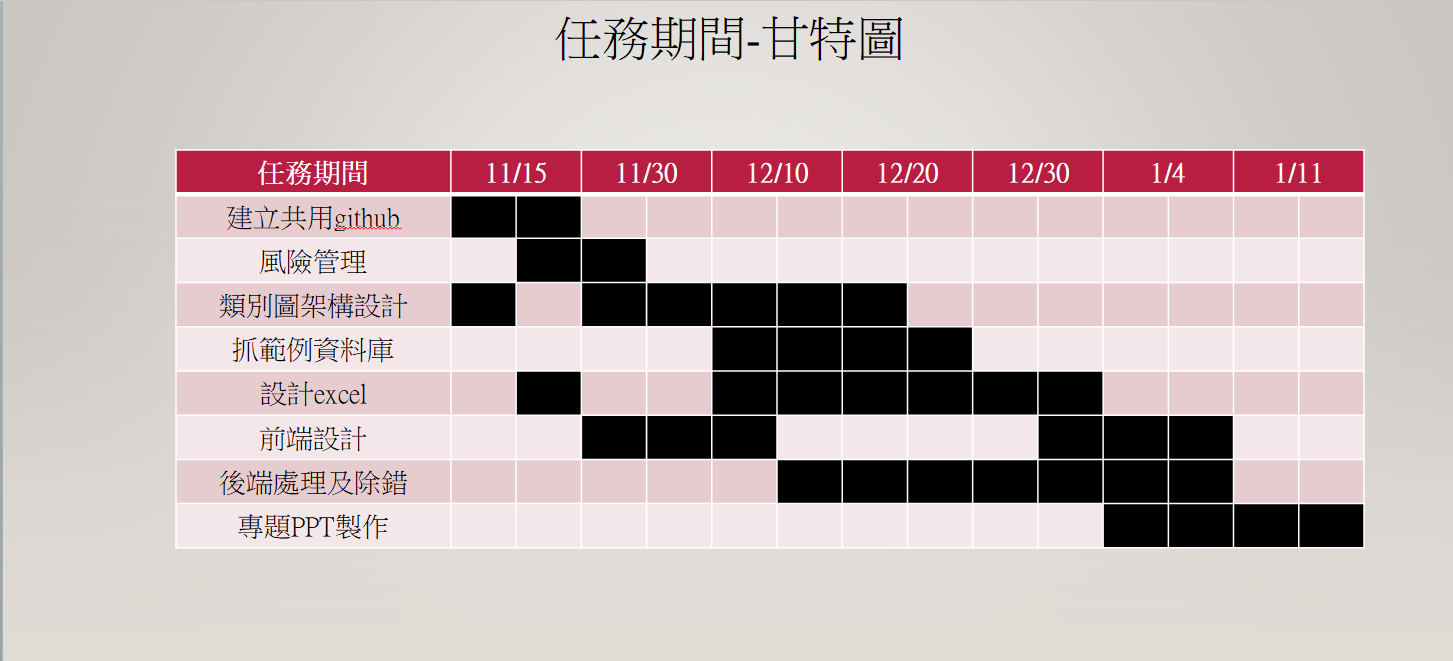 任務期間-甘特圖
任務期間 11/15 11/30 12/10 12/20 12/30 1/4 1/11
建立共用github
風險管理
類別圖架構設計
抓範例資料庫
設計excel
前端設計
後端處理及除錯
專題PPT製作